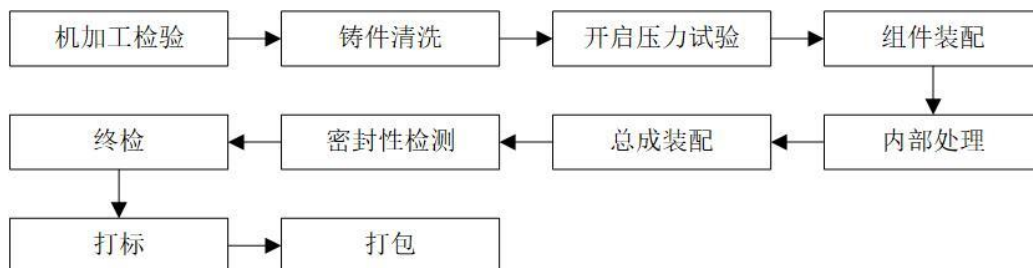 机加工检验
铸件清洗
开启压力试验
组件装配
内部处理
总成装配
密封性检测
终检
打标
打包